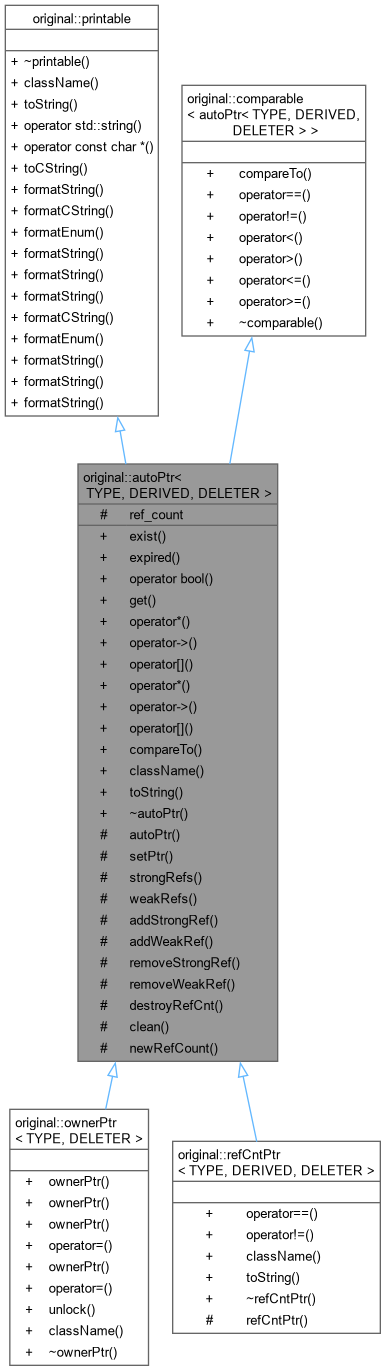 original::printable
+ ~printable()
+ className()
+ toString()
+ operator std::string()
+ operator const char *()
+ toCString()
+ formatString()
+ formatCString()
+ formatEnum()
+ formatString()
+ formatString()
+ formatString()
+ formatCString()
+ formatEnum()
+ formatString()
+ formatString()
+ formatString()
original::comparable
< autoPtr< TYPE, DERIVED,
DELETER > >
+ compareTo()
+ operator==()
+ operator!=()
+ operator<()
+ operator>()
+ operator<=()
+ operator>=()
+ ~comparable()
original::autoPtr<
TYPE, DERIVED, DELETER >
# ref_count
+ exist()
+ expired()
+ operator bool()
+ get()
+ operator*()
+ operator->()
+ operator[]()
+ operator*()
+ operator->()
+ operator[]()
+ compareTo()
+ className()
+ toString()
+ ~autoPtr()
# autoPtr()
# setPtr()
# strongRefs()
# weakRefs()
# addStrongRef()
# addWeakRef()
# removeStrongRef()
# removeWeakRef()
# destroyRefCnt()
# clean()
# newRefCount()
original::ownerPtr
< TYPE, DELETER >
+ ownerPtr()
+ ownerPtr()
+ ownerPtr()
+ operator=()
+ ownerPtr()
+ operator=()
+ unlock()
+ className()
+ ~ownerPtr()
original::refCntPtr
< TYPE, DERIVED, DELETER >
+ operator==()
+ operator!=()
+ className()
+ toString()
+ ~refCntPtr()
# refCntPtr()